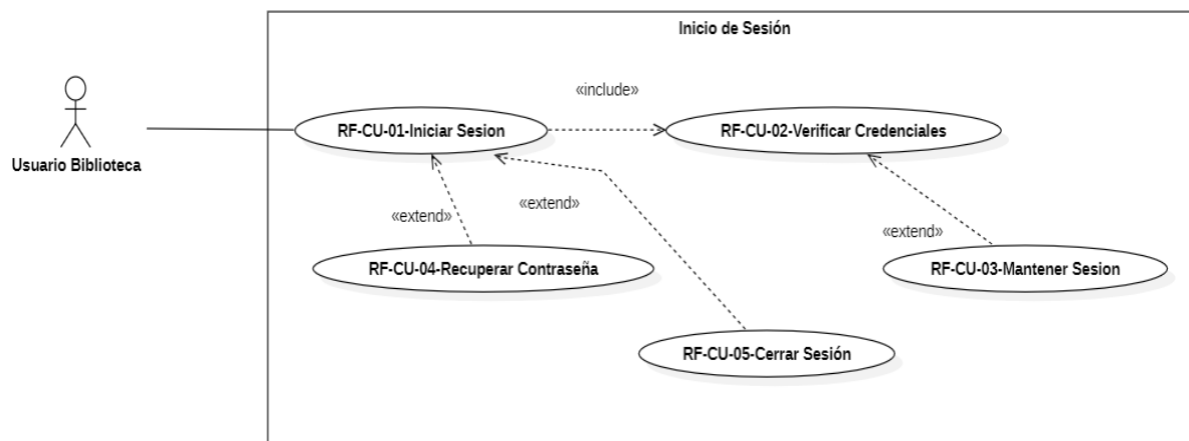 Inicio de Sesión
«include»
RF-CU-01-Iniciar Sesion
RF-CU-02-Verificar Credenciales
Usuario Biblioteca
«extend»
«extend»
«extend»
RF-CU-04-Recuperar Contraseña
RF-CU-03-Mantener Sesion
RF-CU-05-Cerrar Sesión